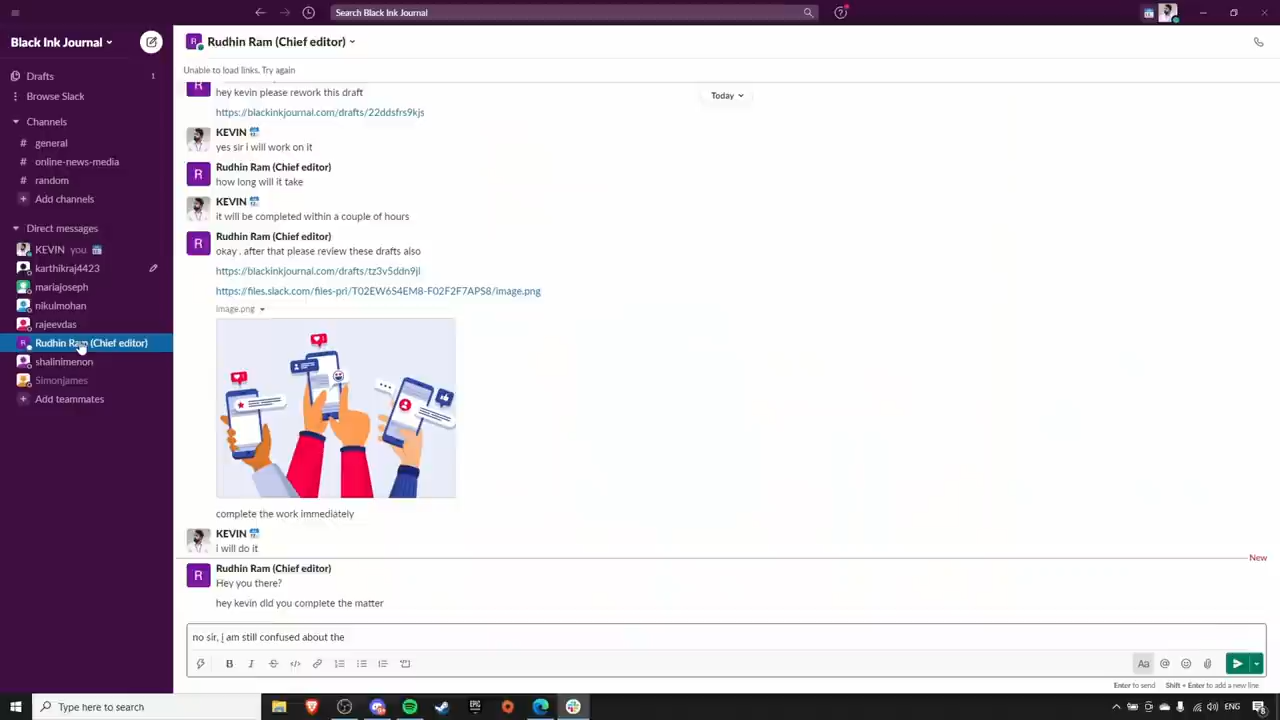 Search Black Ink Journal
Black Ink Journal
Rudhin Ram (Chief editor)
Unable to load links. Try again
Drafts 1
Browse Slack
Channels
# general
# online-news-media
# random
+ Add channels
Direct messages
KEVIN you
karthikraj4423
mariajoseph
nikulmohan
rajeevdas
R Rudhin Ram (Chief editor)
shalinimenon
Simonjames
+ Add teammates
Today
hey kevin please rework this draft
https://blackinkjournal.com/drafts/22ddsfrs9kjs
KEVIN
yes sir i will work on it
Rudhin Ram (Chief editor)
how long will it take
KEVIN
it will be completed within a couple of hours
Rudhin Ram (Chief editor)
okay . after that please review these drafts also
https://blackinkjournal.com/drafts/tz3v5ddn9jl
https://files.slack.com/files-pri/T02EW6S4EM8-F02F2F7APS8/image.png
image.png
complete the work immediately
KEVIN
i will do it
New
Rudhin Ram (Chief editor)
Hey you there?
hey kevin did you complete the matter
no sir, i am still confused about the
Enter to send Shift + Enter to add a new line
Type here to search
ENG